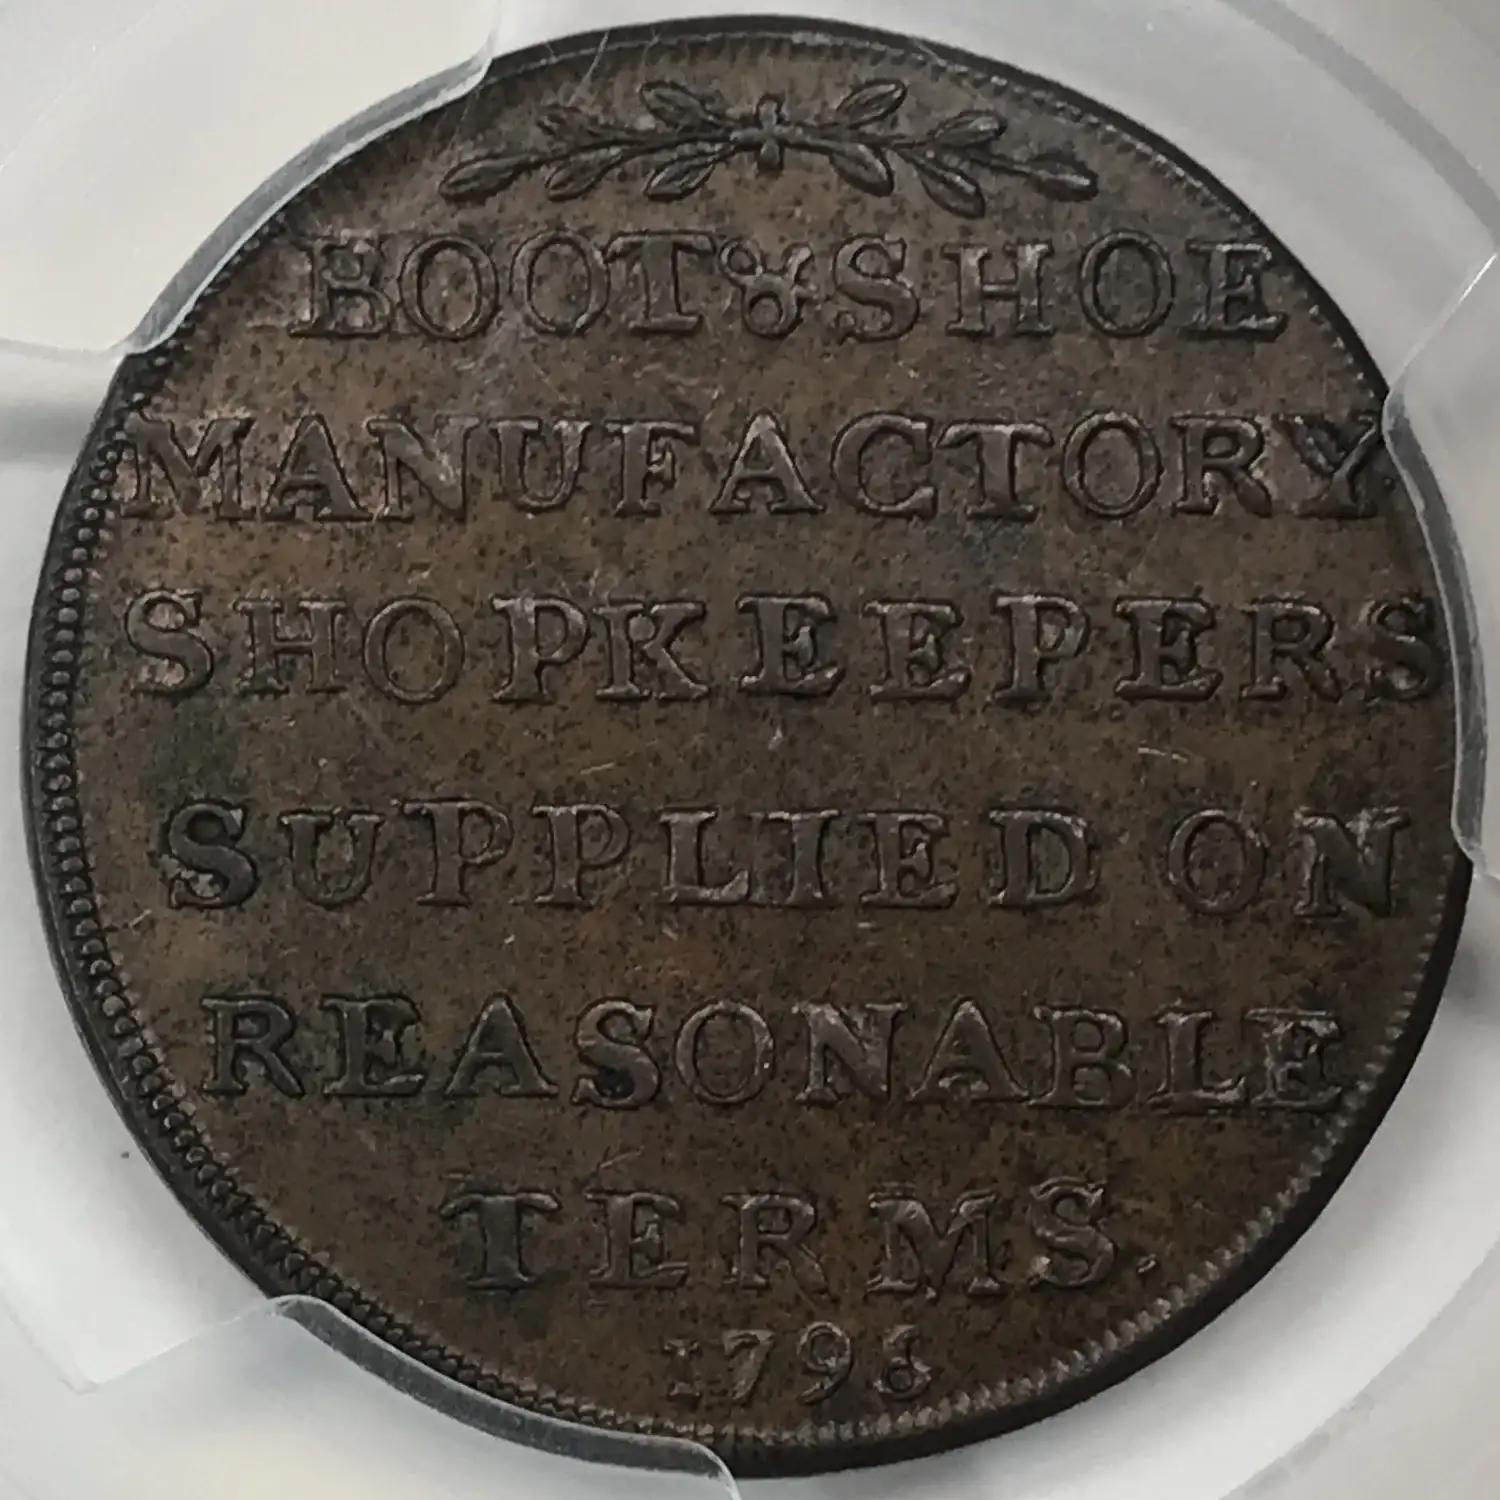 BOOT & SHOE
MANUFACTORY
SHOPKEEPERS
SUPPLIED ON
REASONABLE
TERMS.
1796